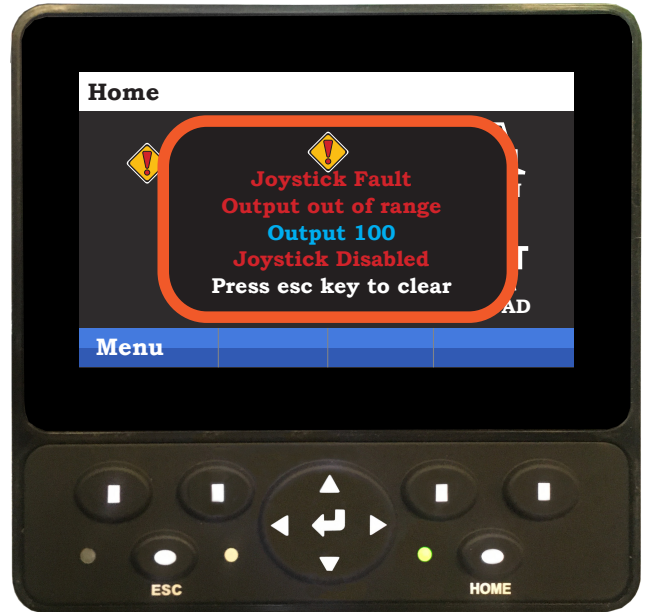 Home
Joystick Fault
Output out of range
Output 100
Joystick Disabled
Press esc key to clear
AD
Menu
ESC
HOME